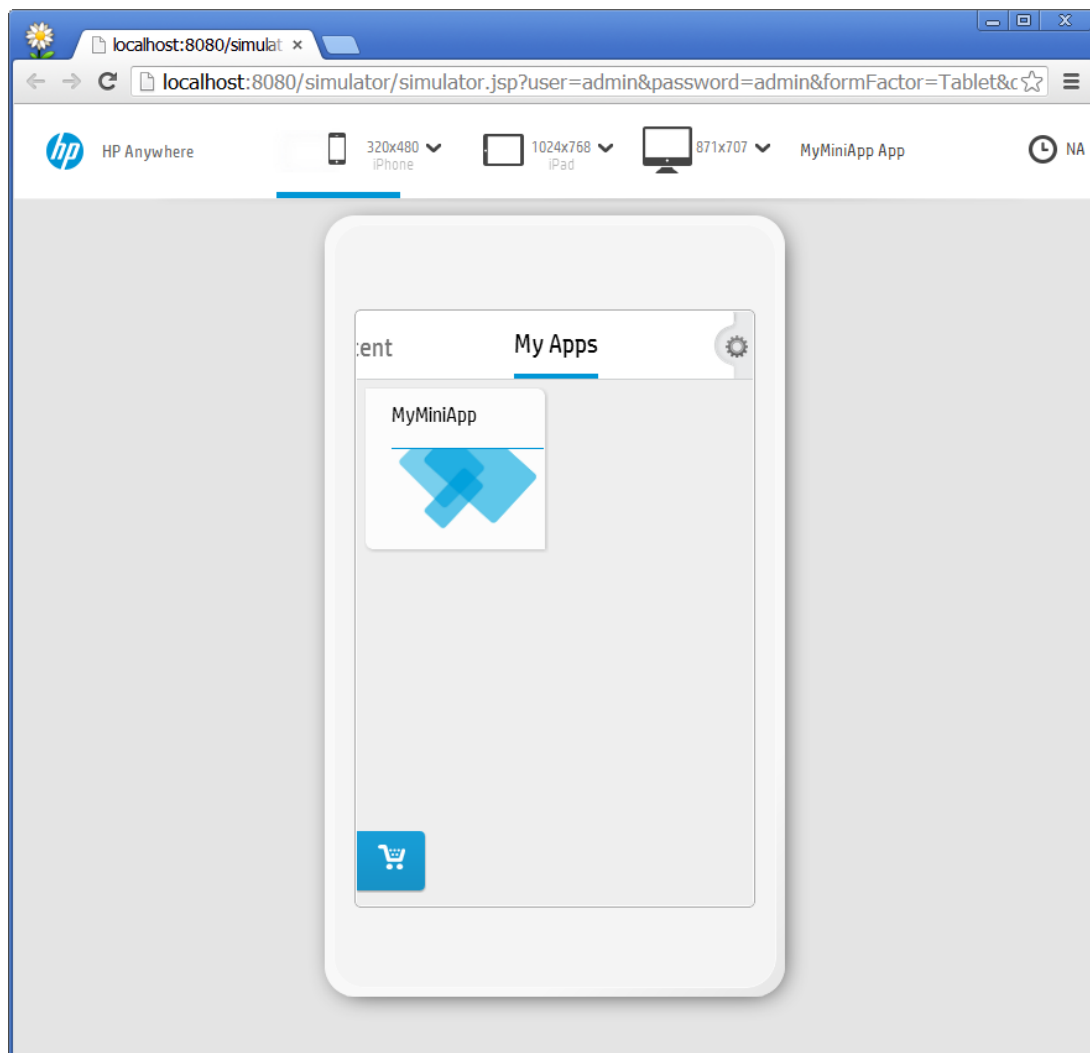 localhost:8080/simulat
localhost:8080/simulator/simulator.jsp?user=admin&password=admin&formFactor=Tablet&c
hp
HP Anywhere
320x480
iPhone
1024x768
iPad
871x707
MyMiniApp App
NA
ent
My Apps
MyMiniApp